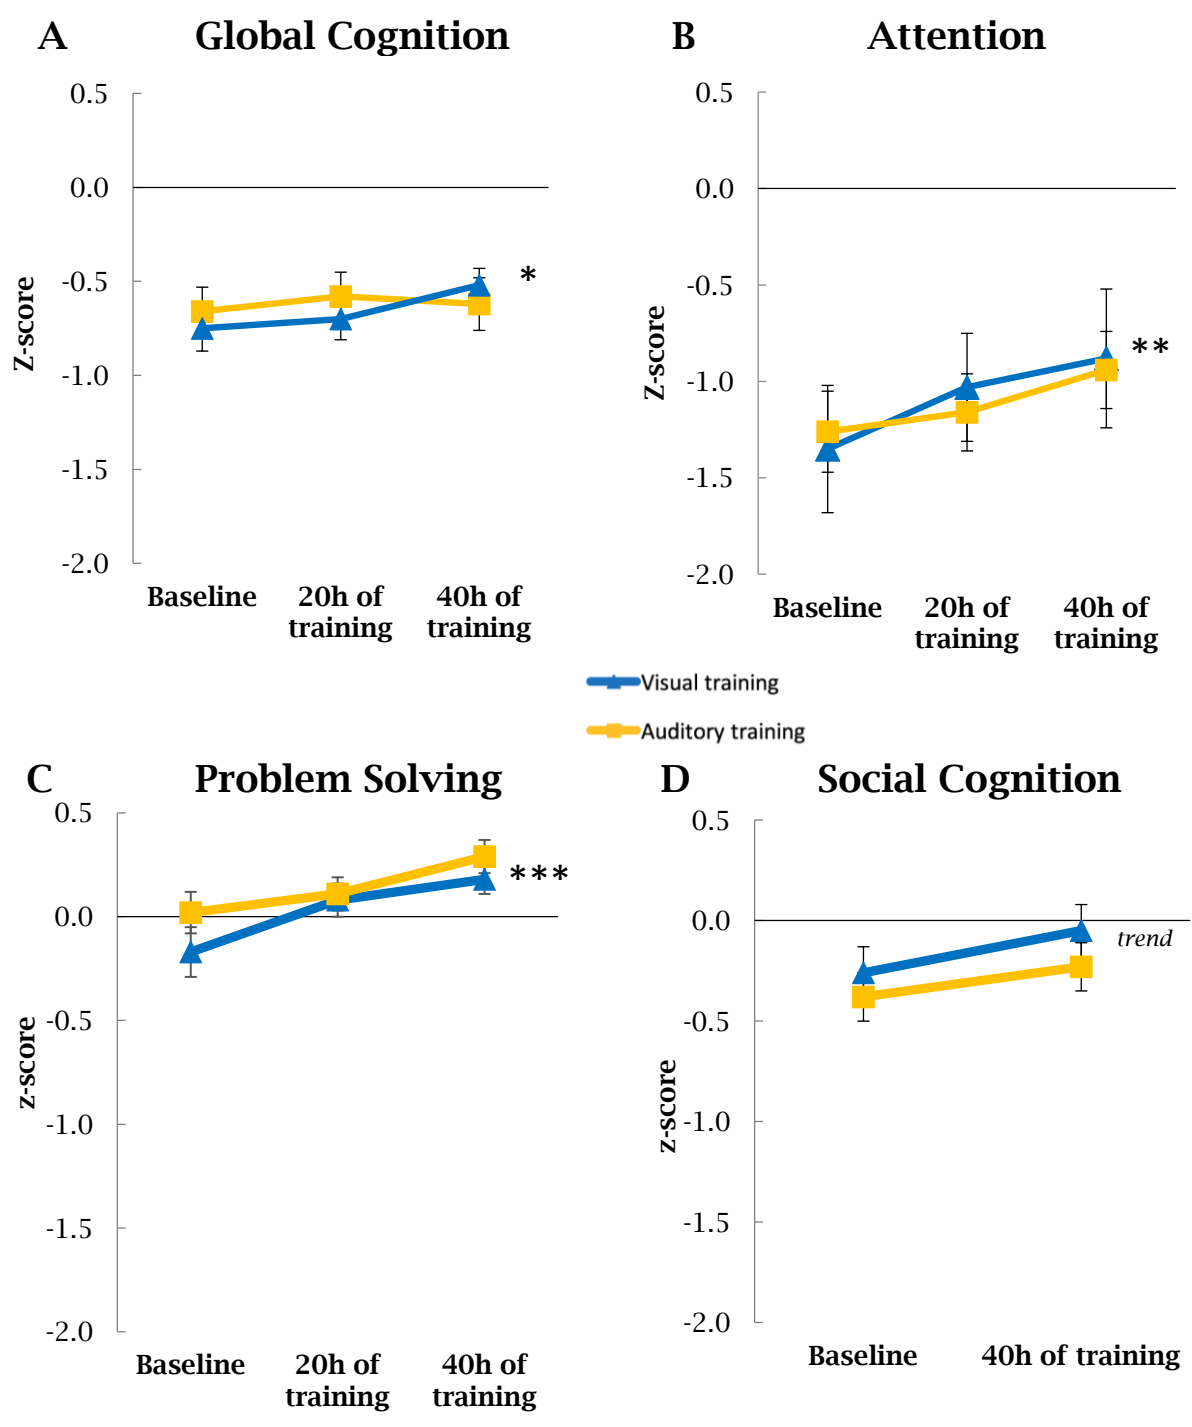 A Global Cognition
0.5
0.0
-0.5
-1.0
-1.5
-2.0
Z-score
*
Baseline
20h of
training
40h of
training
B Attention
0.5
0.0
-0.5
-1.0
-1.5
-2.0
Z-score
**
Baseline
20h of
training
40h of
training
Visual training
Auditory training
C Problem Solving
0.5
0.0
-0.5
-1.0
-1.5
-2.0
z-score
***
Baseline
20h of
training
40h of
training
D Social Cognition
0.5
0.0
-0.5
-1.0
-1.5
-2.0
z-score
trend
Baseline
40h of training